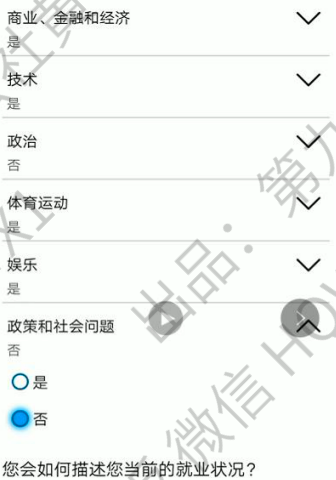 商业、金融和经济
是
技术
是
政治
否
体育运动
是
娱乐
是
政策和社会问题
否
是
否
您会如何描述您当前的就业状况?
出品：第九
微信